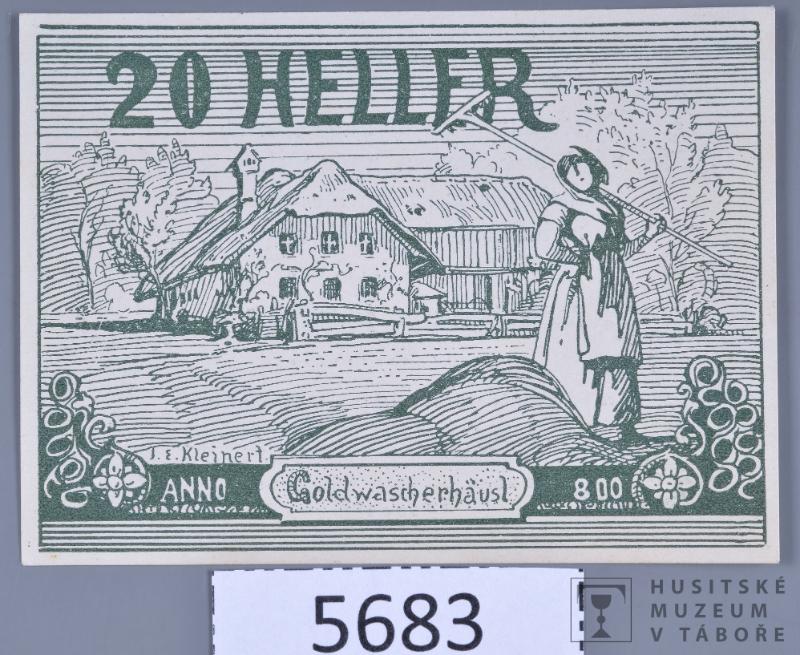 20 HELLER
J. E. Kleinert.
ANNO Goldwascherhäusl 800
5683
HUSITSKÉ
MUZEUM
V TÁBOŘE